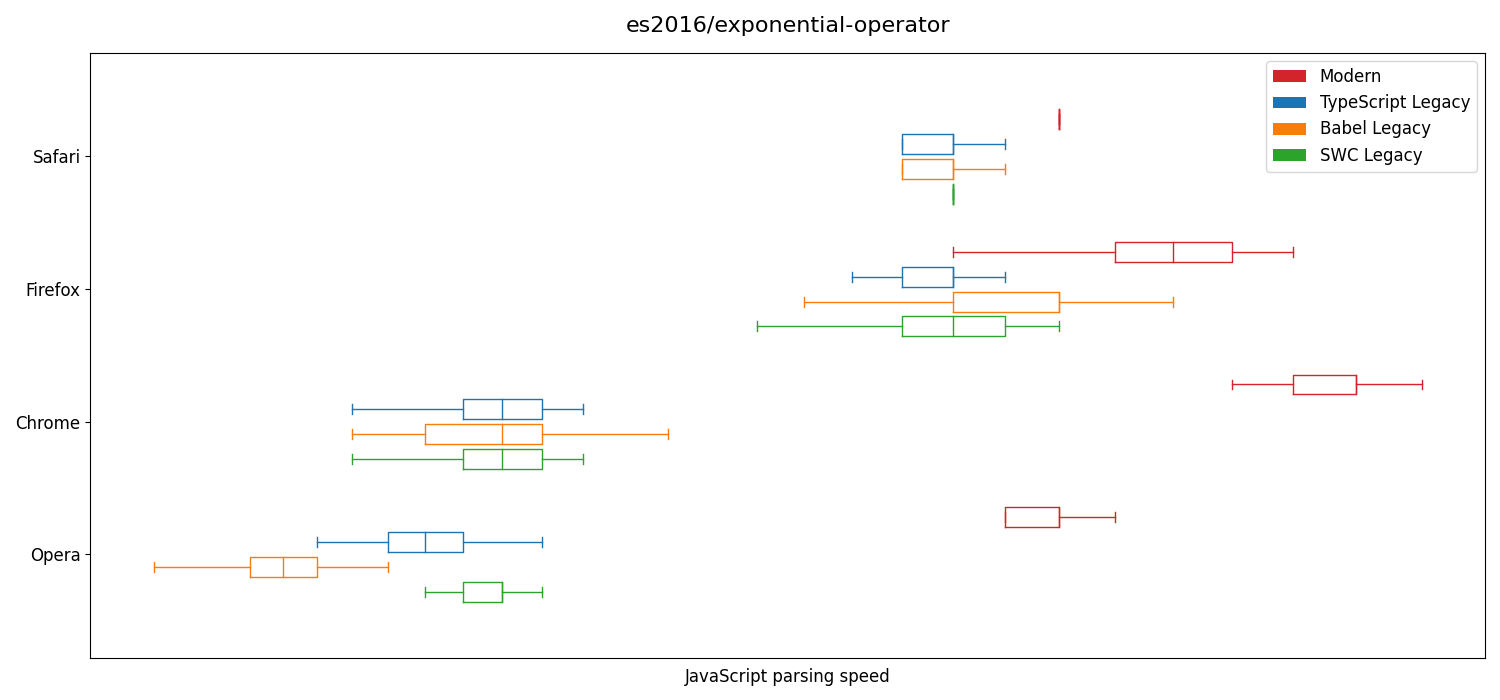 es2016/exponential-operator
Modern
TypeScript Legacy
Babel Legacy
SWC Legacy
Safari
Firefox
Chrome
Opera
JavaScript parsing speed